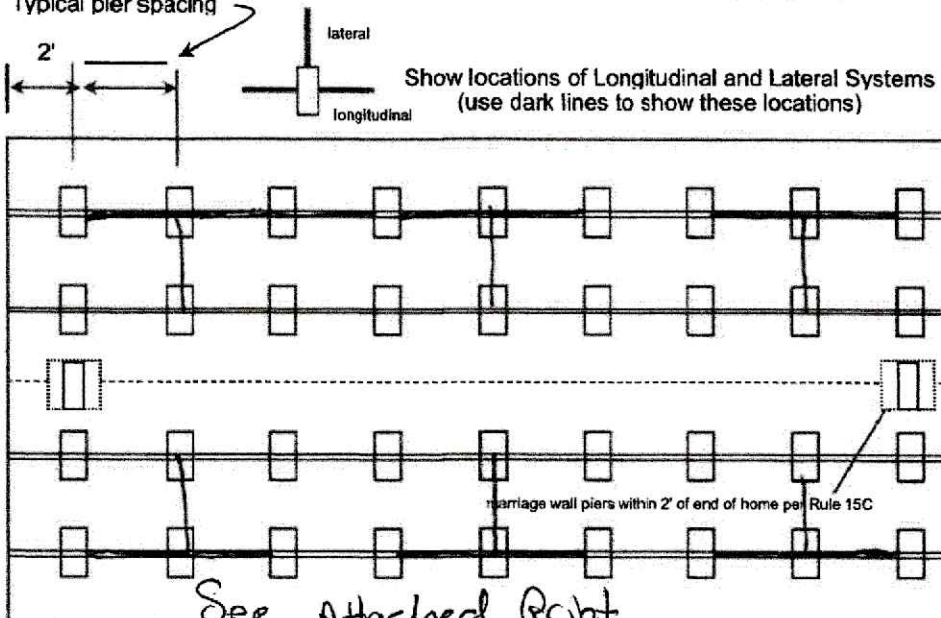 Typical pier spacing
2'
lateral
longitudinal
Show locations of Longitudinal and Lateral Systems
(use dark lines to show these locations)
marriage wall piers within 2' of end of home per Rule 15C
See Attached